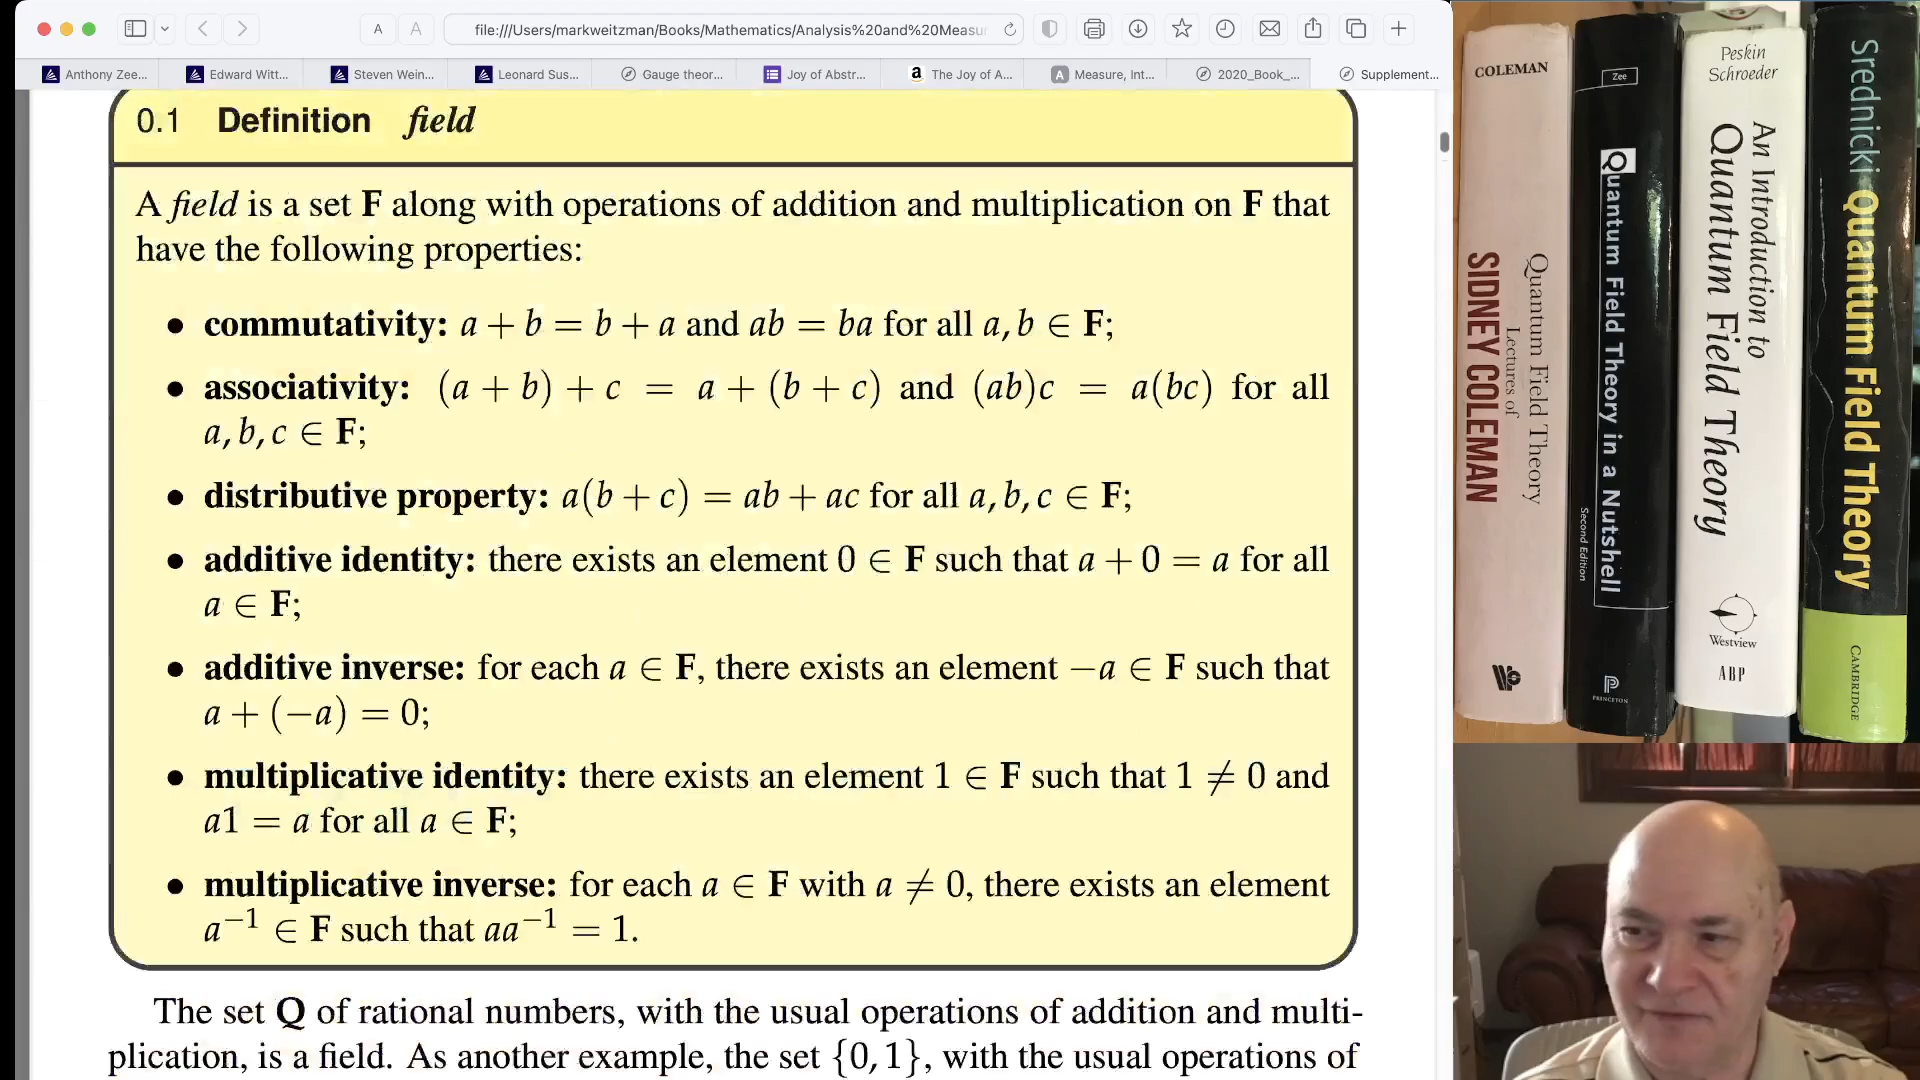 A A file:///Users/markweitzman/Books/Mathematics/Analysis%20and%20Measu
Anthony Zee... Edward Witt... Steven Wein... Leonard Sus... Gauge theor... Joy of Abstr... The Joy of A... Measure, Int... 2020_Book_... Supplement...
0.1 Definition field
A field is a set F along with operations of addition and multiplication on F that
have the following properties:
• commutativity: a + b = b + a and ab = ba for all a, b ∈ F;
• associativity: (a + b) + c = a + (b + c) and (ab)c = a(bc) for all
a, b, c ∈ F;
• distributive property: a(b + c) = ab + ac for all a, b, c ∈ F;
• additive identity: there exists an element 0 ∈ F such that a + 0 = a for all
a ∈ F;
• additive inverse: for each a ∈ F, there exists an element −a ∈ F such that
a + (−a) = 0;
• multiplicative identity: there exists an element 1 ∈ F such that 1 ≠ 0 and
a1 = a for all a ∈ F;
• multiplicative inverse: for each a ∈ F with a ≠ 0, there exists an element
a⁻¹ ∈ F such that aa⁻¹ = 1.
The set Q of rational numbers, with the usual operations of addition and multi-
plication, is a field. As another example, the set {0, 1}, with the usual operations of
COLEMAN
Quantum Field Theory
Lectures of
SIDNEY COLEMAN
Zee
Quantum Field Theory in a Nutshell
Second Edition
PRINCETON
Peskin
Schroeder
An Introduction to
Quantum Field Theory
Westview
ABP
Srednicki Quantum Field Theory
CAMBRIDGE